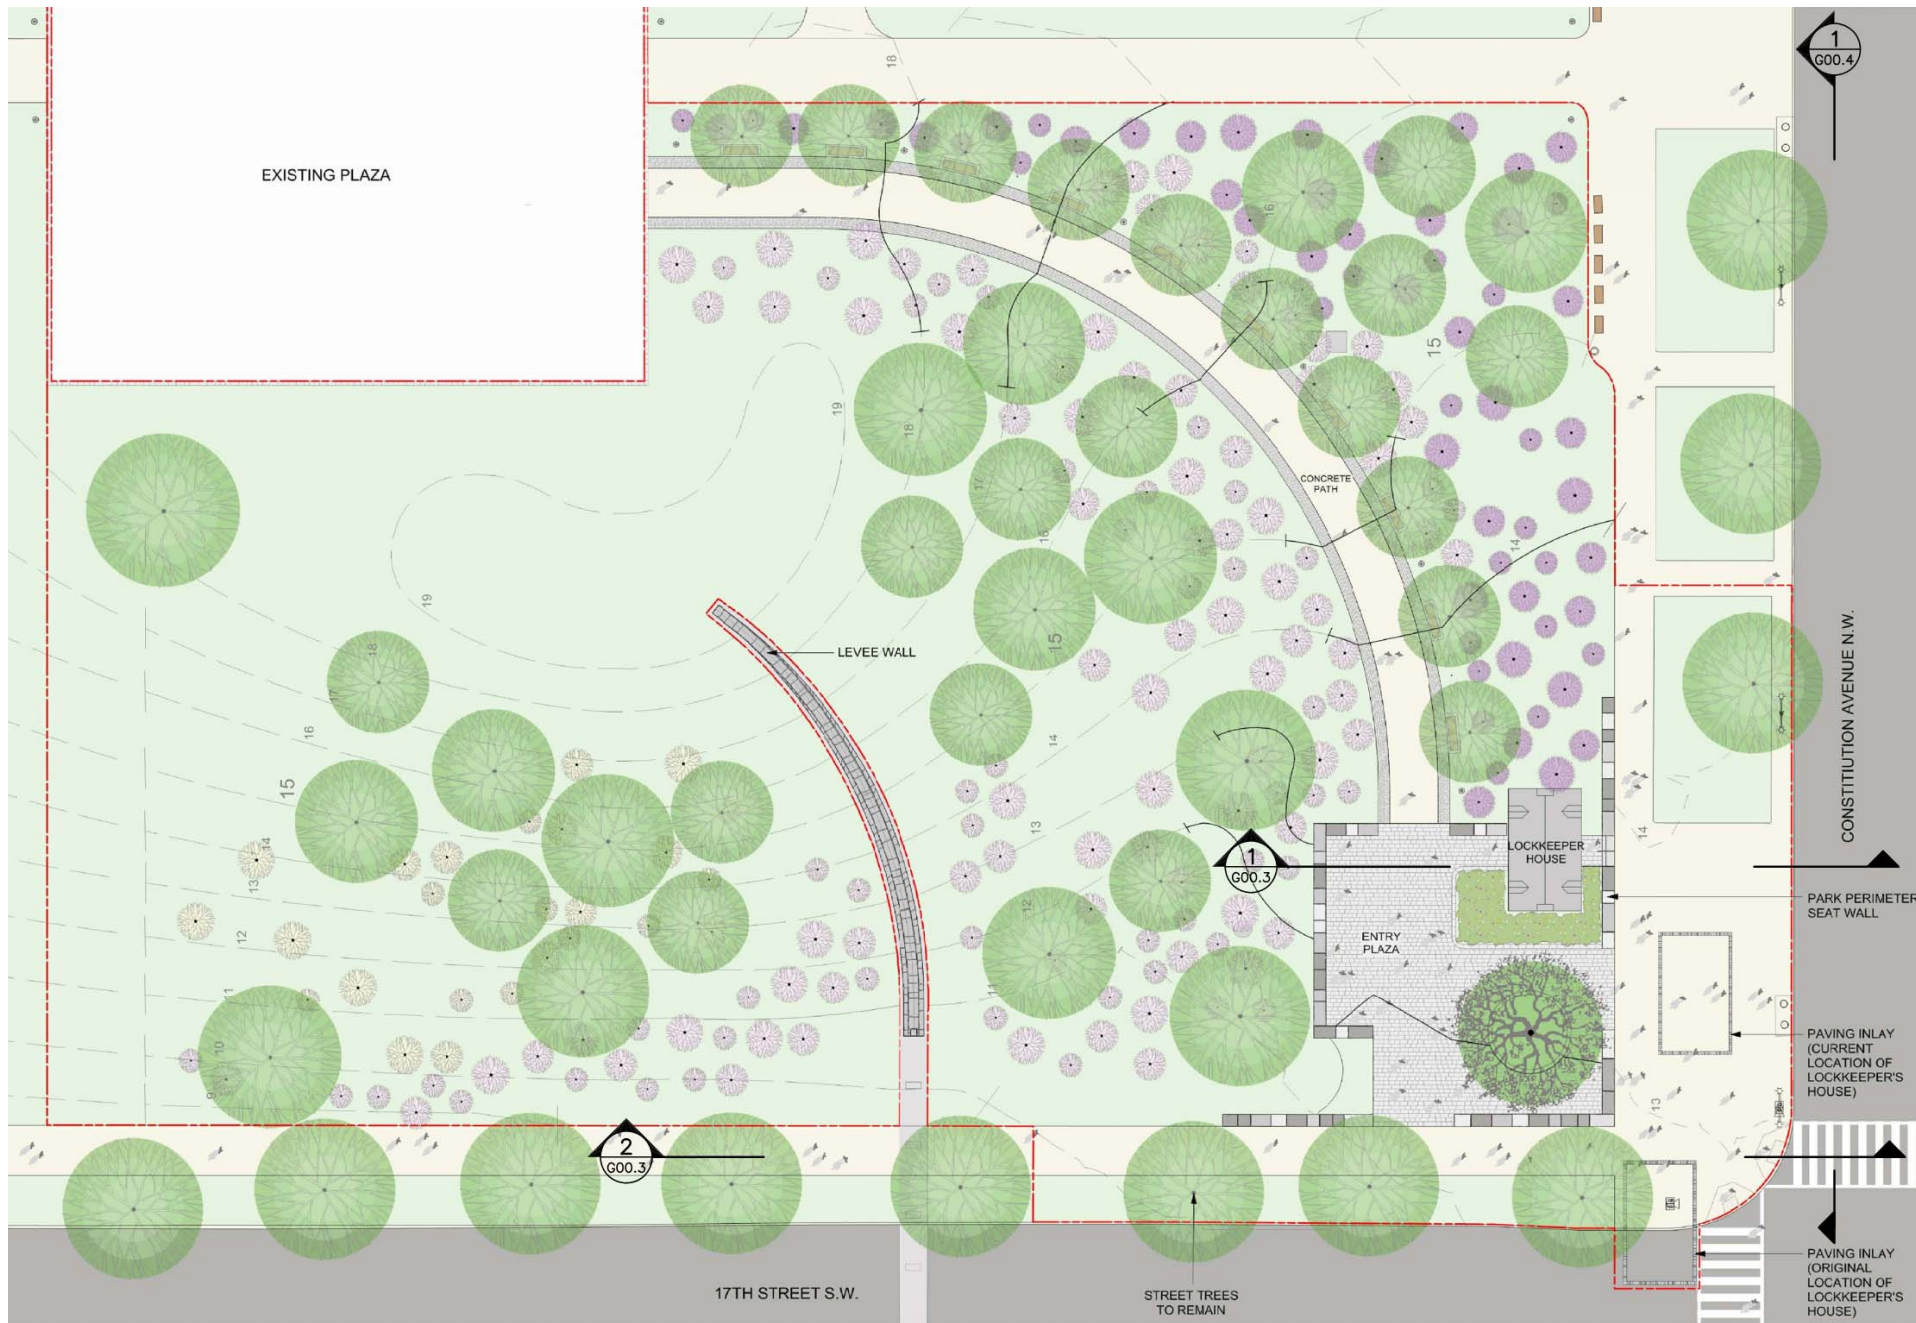 1
G00.4
18
EXISTING PLAZA
16
15
19
18
17
CONCRETE
PATH
16
14
19
15
LEVEE WALL
18
17
16
14
15
13
14
14
13
12
11
10
9
12
11
1
G00.3
LOCKKEEPER
HOUSE
ENTRY
PLAZA
14
13
CONSTITIUTION AVENUE N.W.
PARK PERIMETER
SEAT WALL
PAVING INLAY
(CURRENT
LOCATION OF
LOCKKEEPER'S
HOUSE)
2
G00.3
17TH STREET S.W.
STREET TREES
TO REMAIN
PAVING INLAY
(ORIGINAL
LOCATION OF
LOCKKEEPER'S
HOUSE)